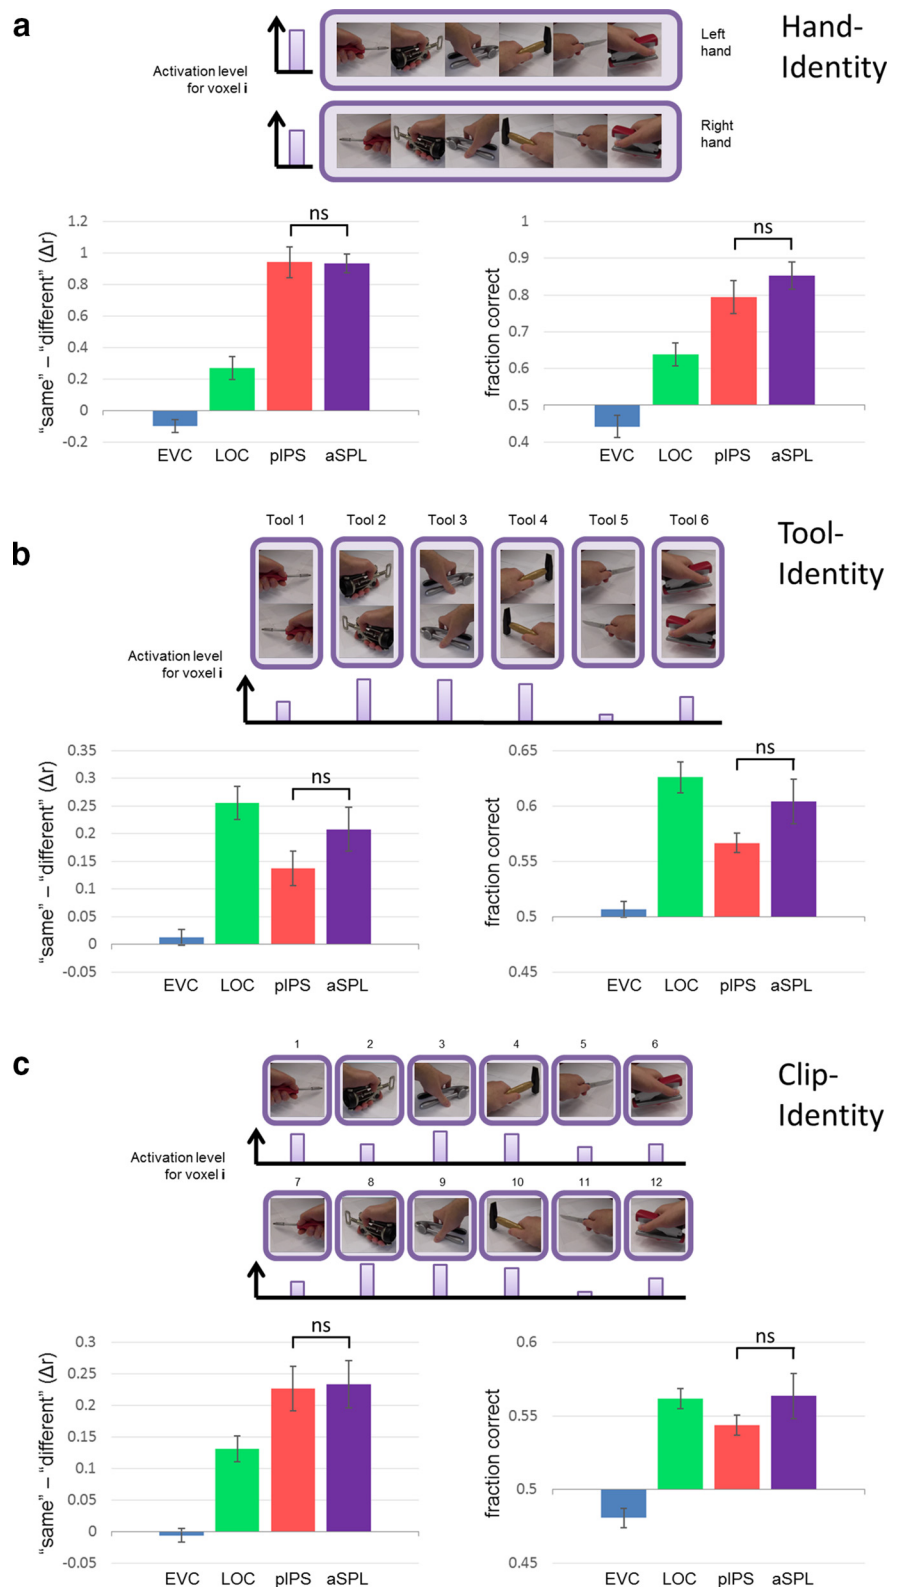 a
Hand-
Identity
Activation level
for voxel i
Left
hand
Right
hand
"same" – "different" (Δr)
1.2
1
0.8
0.6
0.4
0.2
0
-0.2
ns
EVC LOC pIPS aSPL
fraction correct
1
0.9
0.8
0.7
0.6
0.5
0.4
ns
EVC LOC pIPS aSPL
b
Tool-
Identity
Tool 1 Tool 2 Tool 3 Tool 4 Tool 5 Tool 6
Activation level
for voxel i
"same" – "different" (Δr)
0.35
0.3
0.25
0.2
0.15
0.1
0.05
0
-0.05
ns
EVC LOC pIPS aSPL
fraction correct
0.65
0.6
0.55
0.5
0.45
ns
EVC LOC pIPS aSPL
c
Clip-
Identity
1 2 3 4 5 6
Activation level
for voxel i
7 8 9 10 11 12
"same" – "different" (Δr)
0.3
0.25
0.2
0.15
0.1
0.05
0
-0.05
ns
EVC LOC pIPS aSPL
fraction correct
0.6
0.55
0.5
0.45
ns
EVC LOC pIPS aSPL